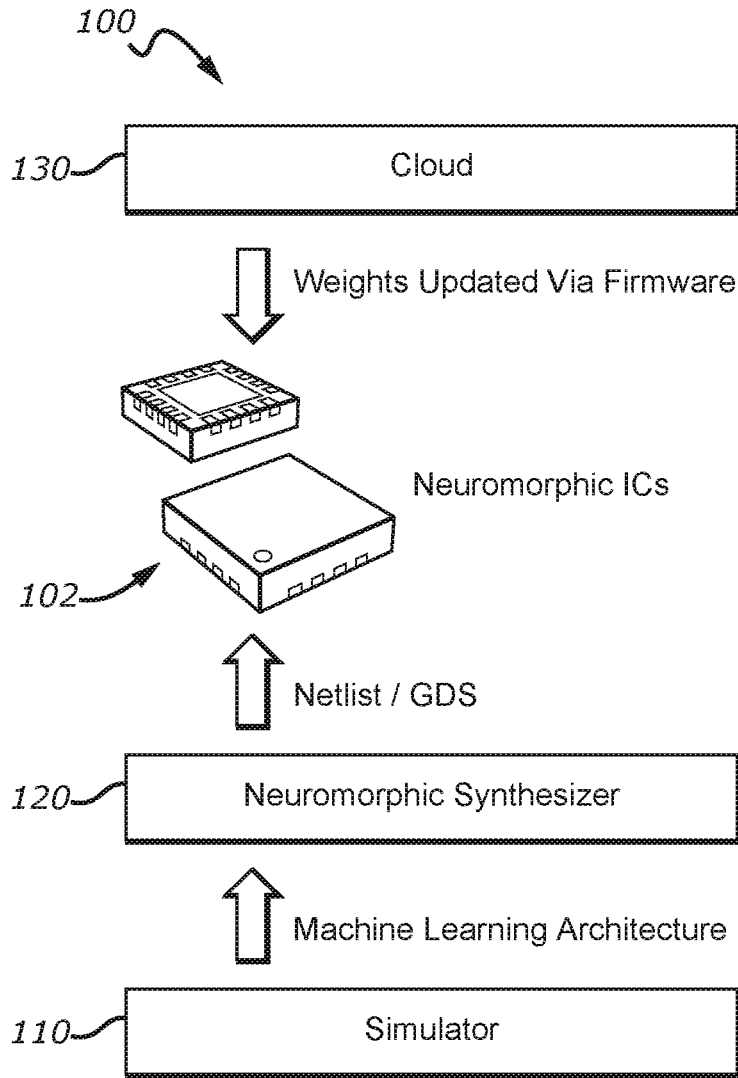 100
130
Cloud
Weights Updated Via Firmware
Neuromorphic ICs
102
Netlist / GDS
120
Neuromorphic Synthesizer
Machine Learning Architecture
110
Simulator